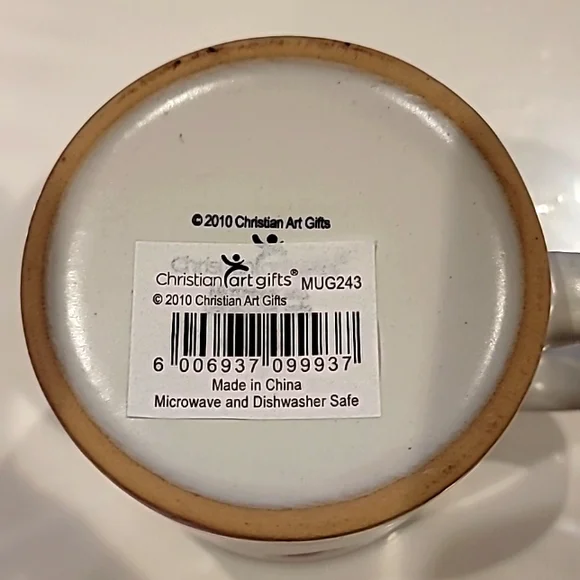 © 2010 Christian Art Gifts
Christian art gifts® MUG243
© 2010 Christian Art Gifts
6 006937 099937
Made in China
Microwave and Dishwasher Safe